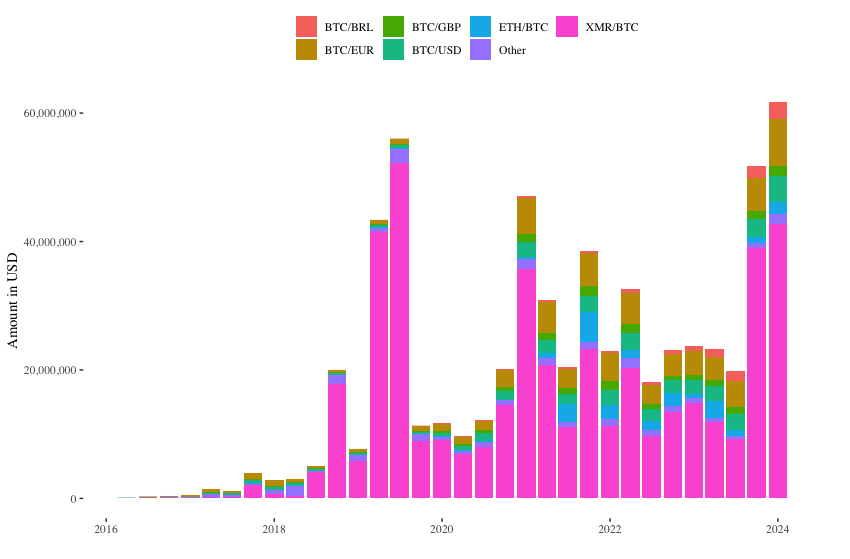 BTC/BRL BTC/GBP ETH/BTC XMR/BTC
BTC/EUR BTC/USD Other
60,000,000
40,000,000
20,000,000
0
Amount in USD
2016 2018 2020 2022 2024